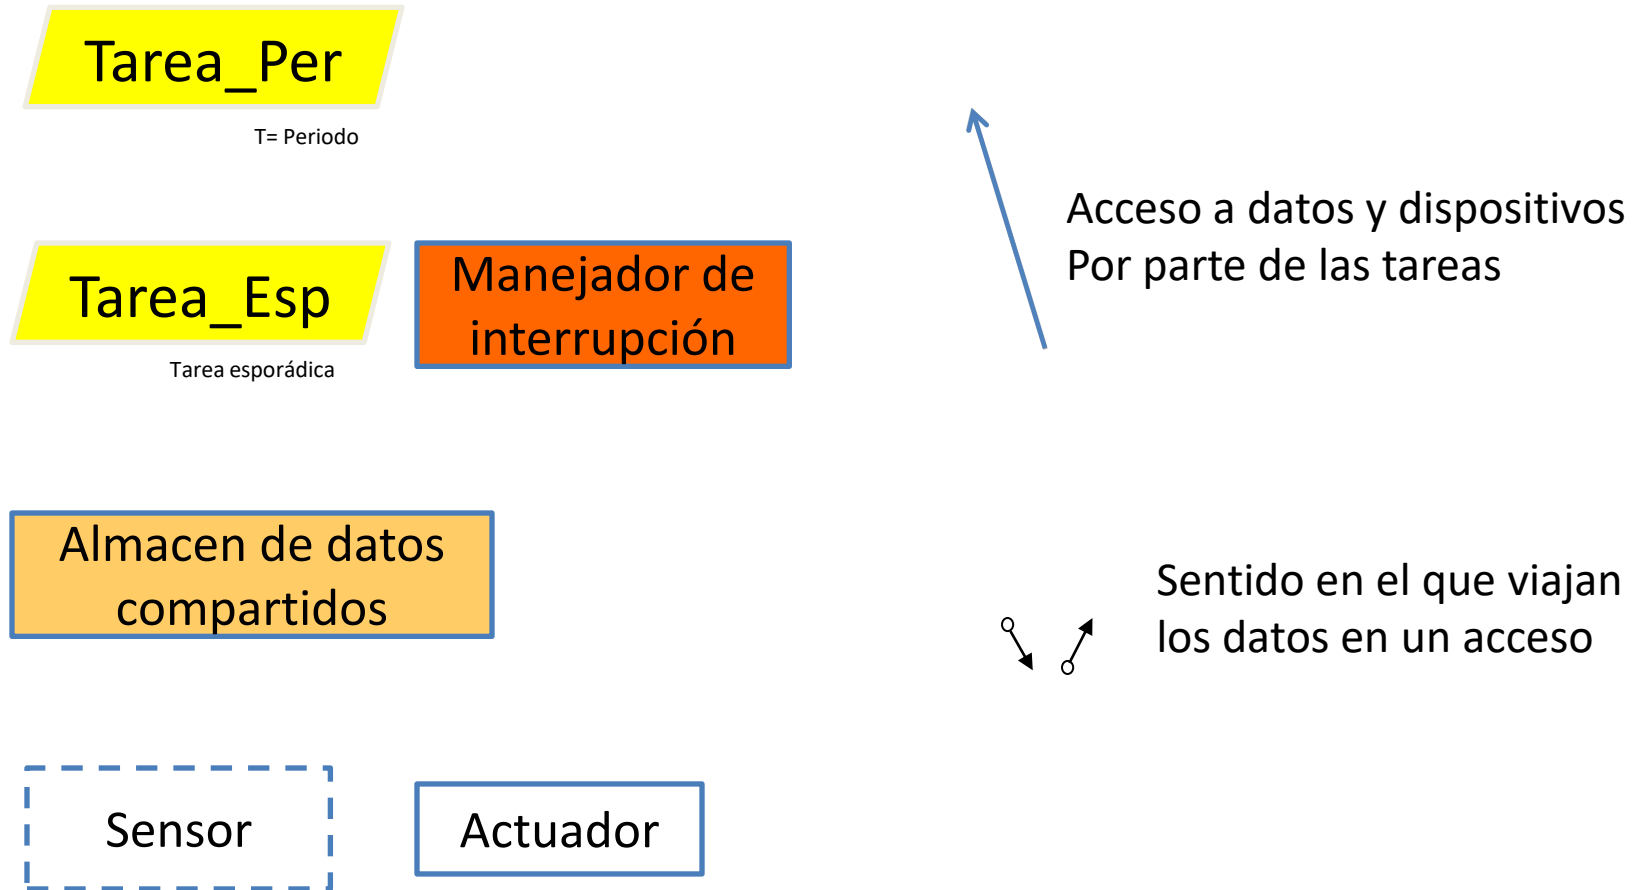 Tarea_Per
T= Periodo
Acceso a datos y dispositivos
Por parte de las tareas
Tarea_Esp
Tarea esporádica
Manejador de
interrupción
Almacen de datos
compartidos
Sentido en el que viajan
los datos en un acceso
Sensor
Actuador